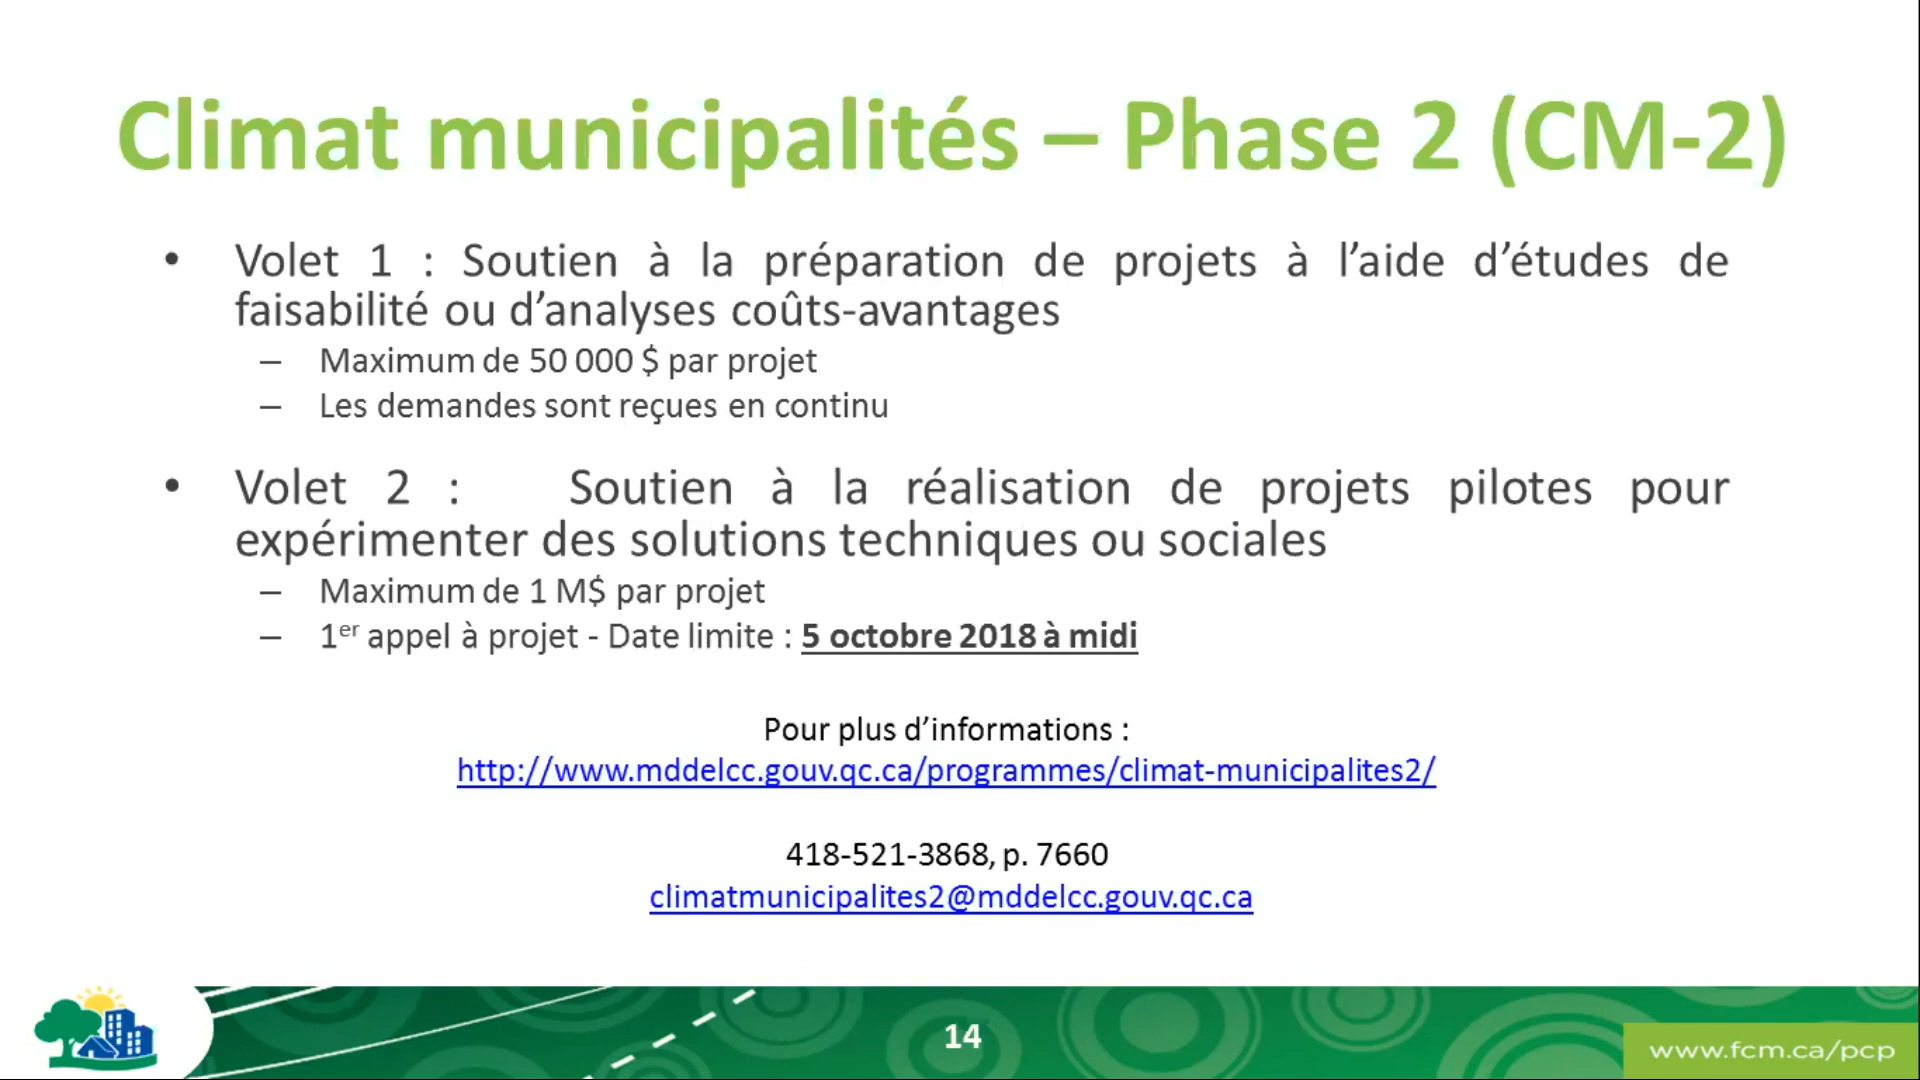 Climat municipalités – Phase 2 (CM-2)
• Volet 1 : Soutien à la préparation de projets à l’aide d’études de
faisabilité ou d’analyses coûts-avantages
– Maximum de 50 000 $ par projet
– Les demandes sont reçues en continu
• Volet 2 : Soutien à la réalisation de projets pilotes pour
expérimenter des solutions techniques ou sociales
– Maximum de 1 M$ par projet
– 1er appel à projet - Date limite : 5 octobre 2018 à midi
Pour plus d’informations :
http://www.mddelcc.gouv.qc.ca/programmes/climat-municipalites2/
418-521-3868, p. 7660
climatmunicipalites2@mddelcc.gouv.qc.ca
14
www.fcm.ca/pcp